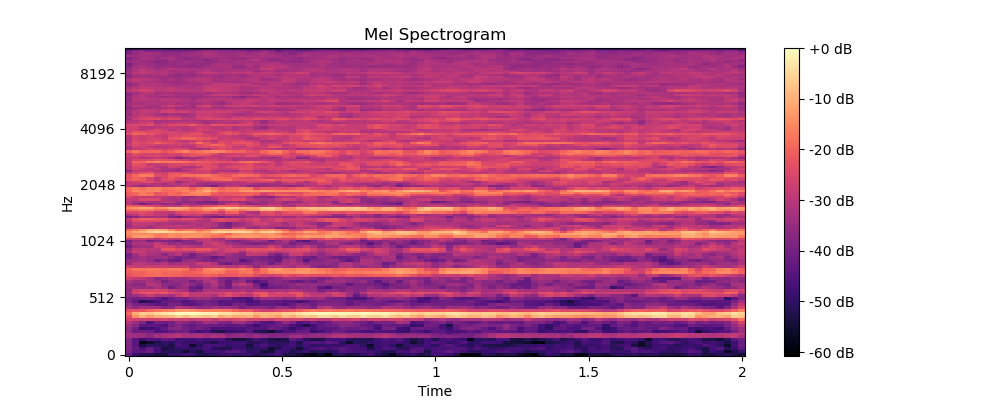 Mel Spectrogram
Hz
8192
4096
2048
1024
512
0
0
0.5
1
1.5
2
Time
+0 dB
-10 dB
-20 dB
-30 dB
-40 dB
-50 dB
-60 dB